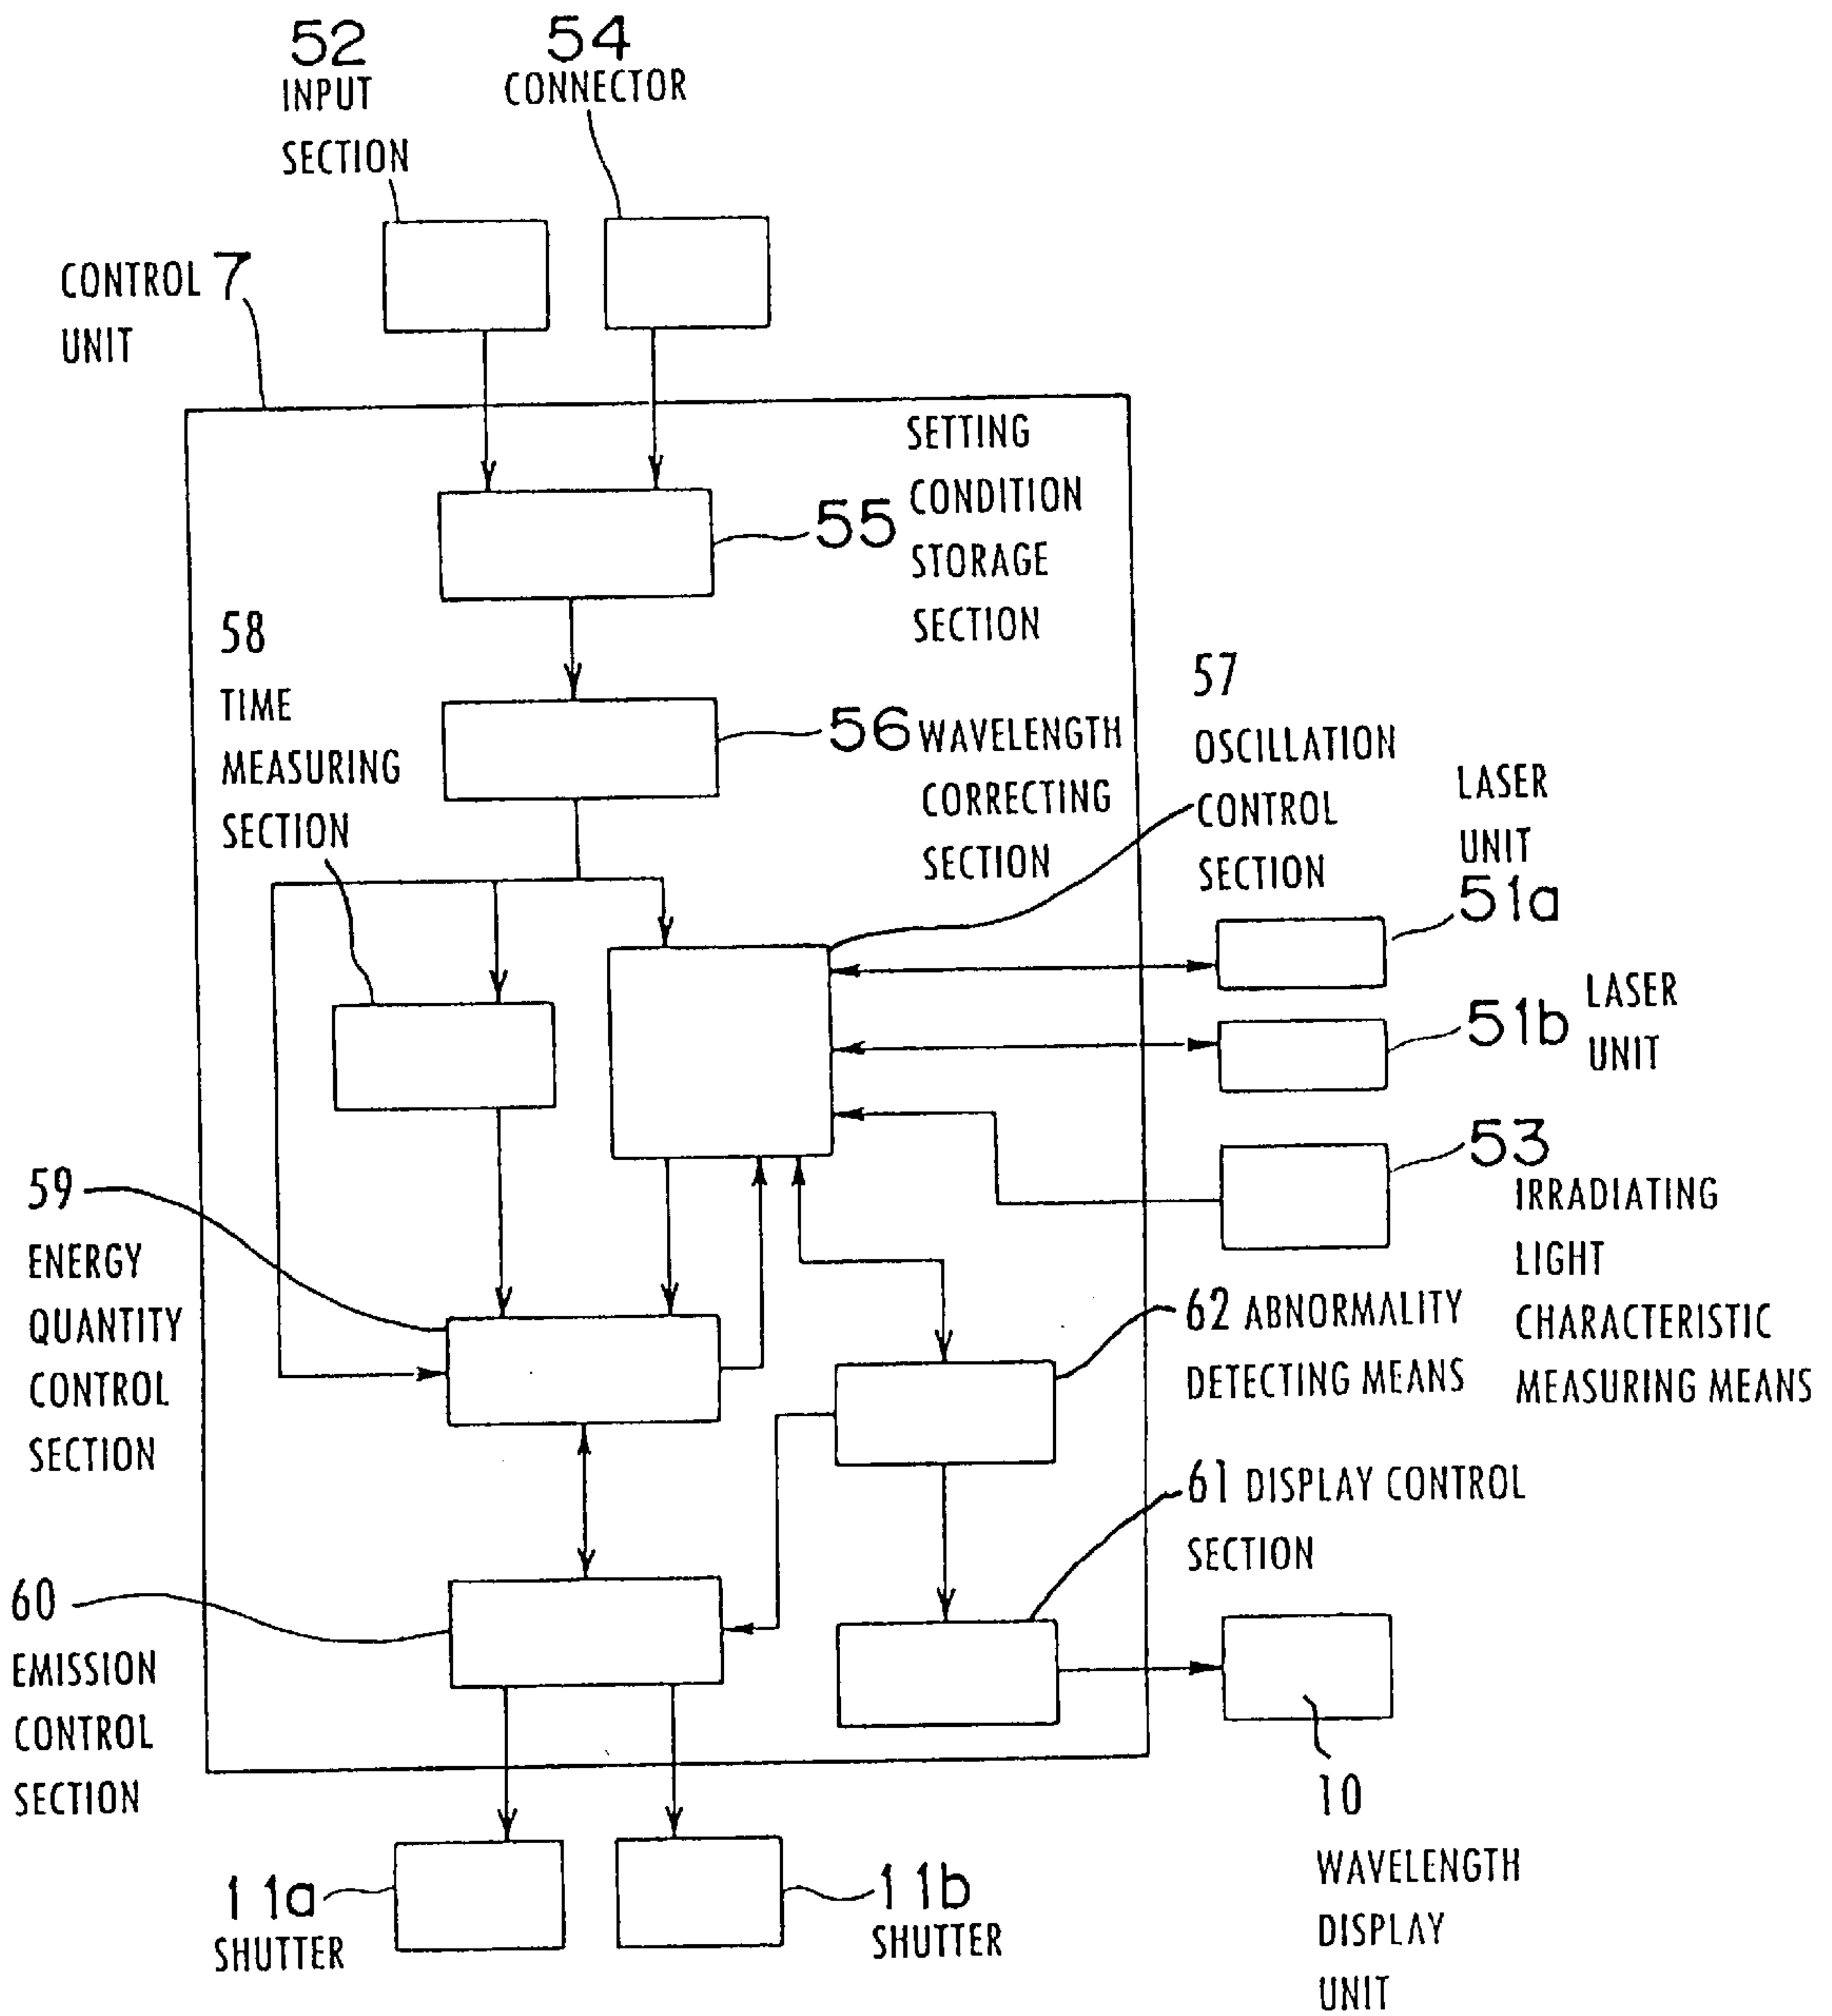 52
INPUT
SECTION
54
CONNECTOR
CONTROL 7
UNIT
SETTING
CONDITION
55
STORAGE
SECTION
58
TIME
MEASURING
SECTION
56 WAVELENGTH
CORRECTING
SECTION
57
OSCILLATION
CONTROL
SECTION
LASER
UNIT
51a
51b LASER
UNIT
53
IRRADIATING
LIGHT
CHARACTERISTIC
MEASURING MEANS
59
ENERGY
QUANTITY
CONTROL
SECTION
62 ABNORMALITY
DETECTING MEANS
61 DISPLAY CONTROL
SECTION
60
EMISSION
CONTROL
SECTION
10
WAVELENGTH
DISPLAY
UNIT
11a
SHUTTER
11b
SHUTTER